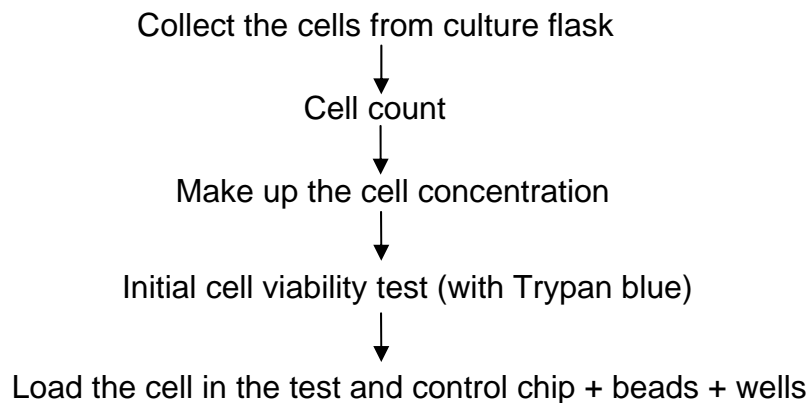 Collect the cells from culture flask
Cell count
Make up the cell concentration
Initial cell viability test (with Trypan blue)
Load the cell in the test and control chip + beads + wells